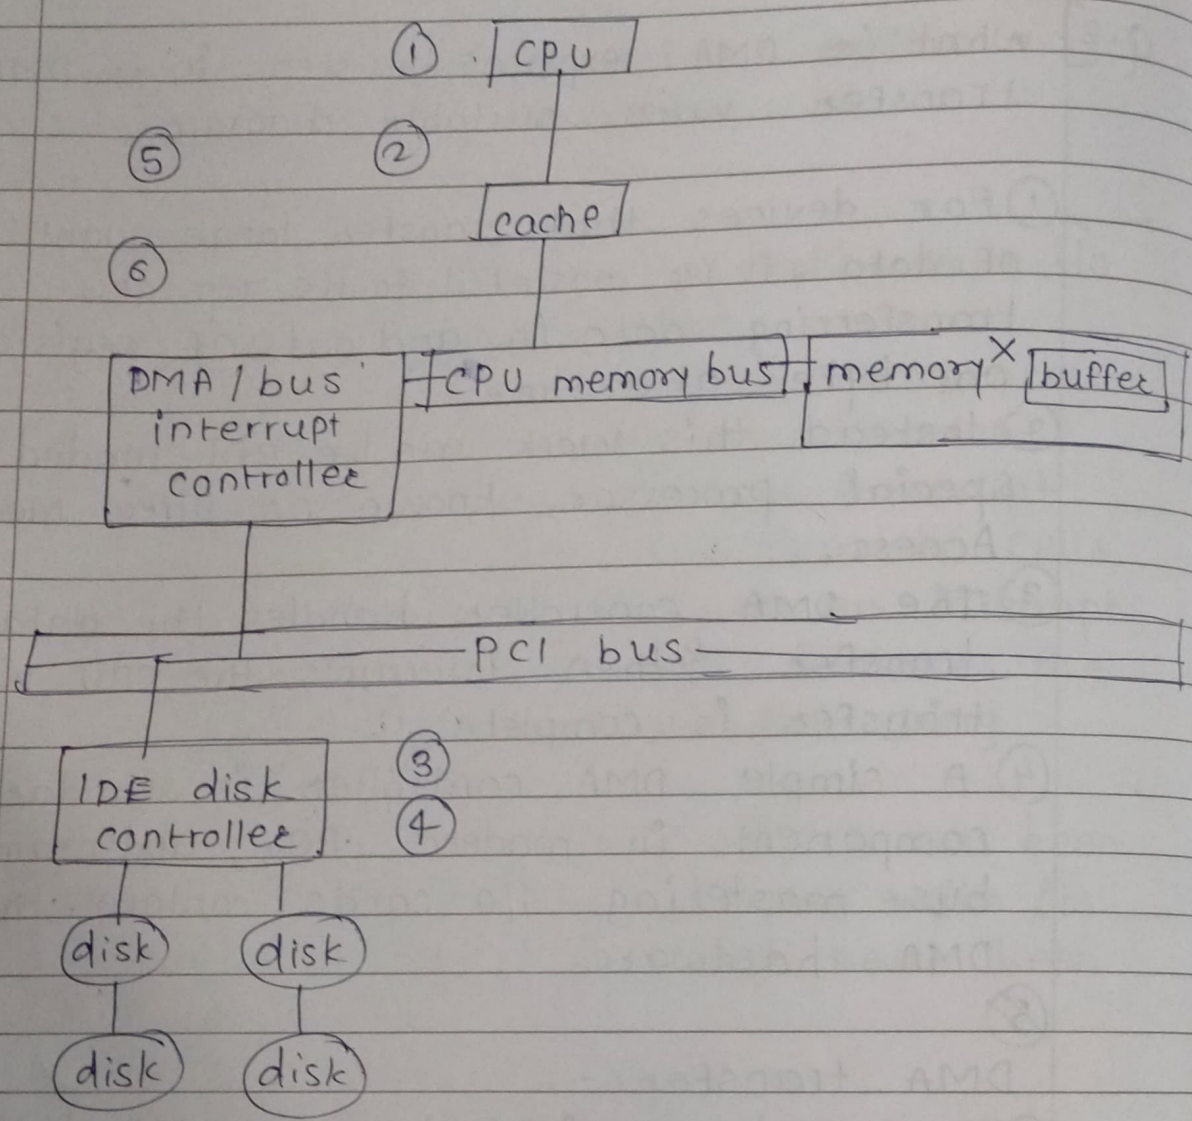 ① CPU
⑤ ②
cache
⑥
DMA / bus
interrupt
controller
CPU memory bus
memory x buffer
PCI bus
IDE disk
controller
③
④
disk disk
disk disk